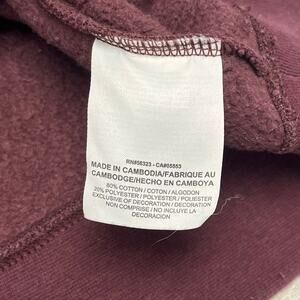 RN#56323 - CA#05553
MADE IN CAMBODIA/FABRIQUE AU
CAMBODGE/HECHO EN CAMBOYA
80% COTTON / COTON / ALGODON
20% POLYESTER / POLYESTER / POLIESTER
EXCLUSIVE OF DECORATION / DECORATION
NON COMPRISE / NO INCLUYE LA
DECORACION